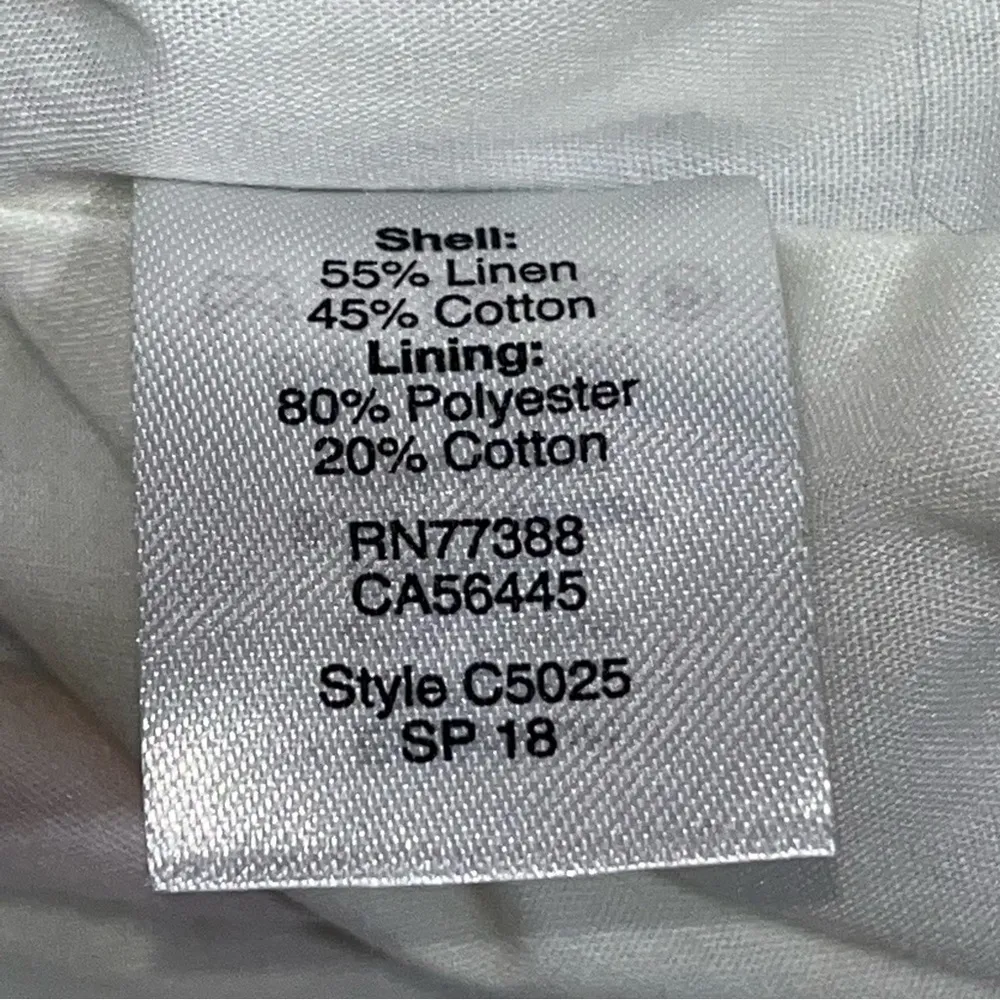 Shell:
55% Linen
45% Cotton
Lining:
80% Polyester
20% Cotton
RN77388
CA56445
Style C5025
SP 18